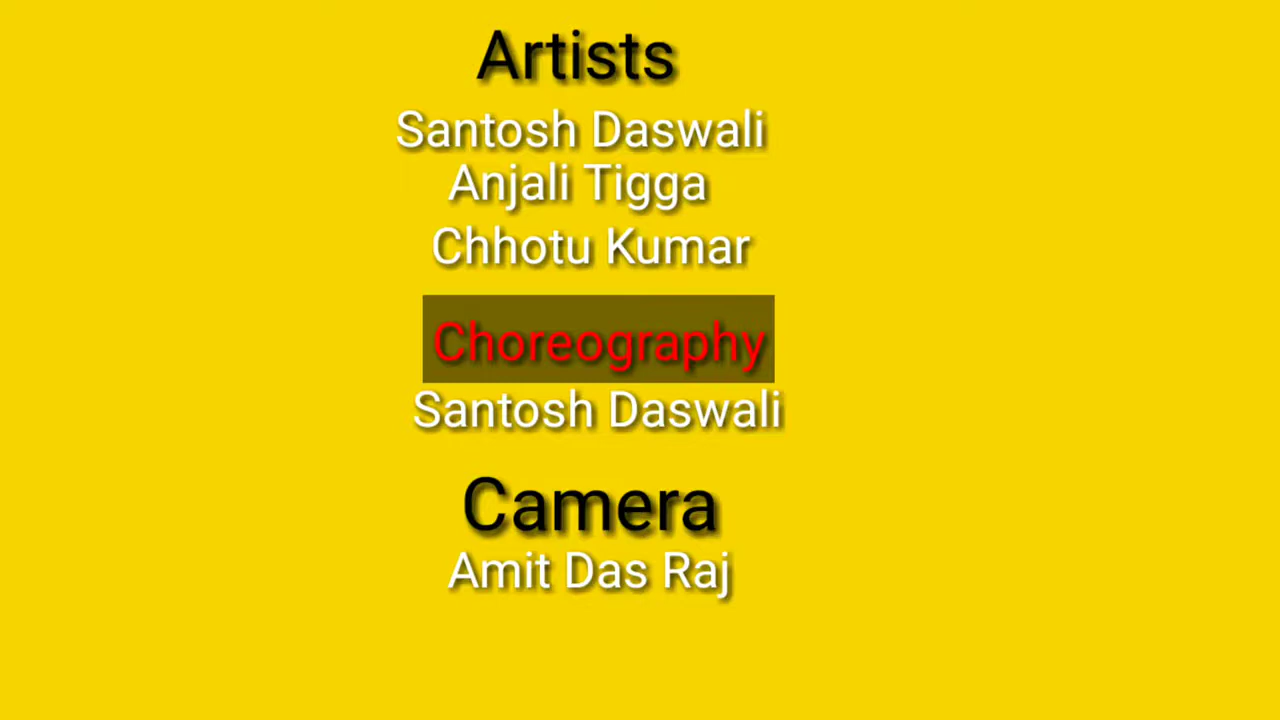 Artists
Santosh Daswali
Anjali Tigga
Chhotu Kumar
Choreography
Santosh Daswali
Camera
Amit Das Raj